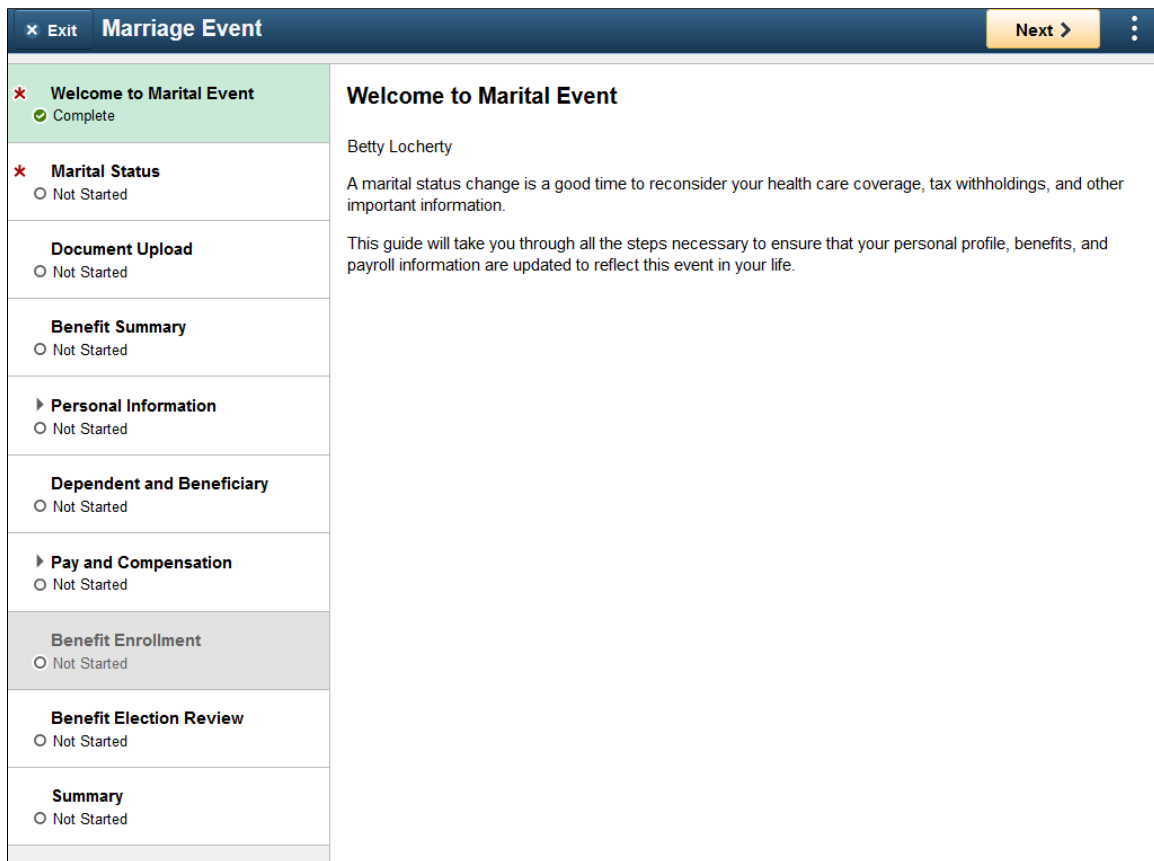 Exit Marriage Event Next
Welcome to Marital Event
Complete
Marital Status
Not Started
Document Upload
Not Started
Benefit Summary
Not Started
Personal Information
Not Started
Dependent and Beneficiary
Not Started
Pay and Compensation
Not Started
Benefit Enrollment
Not Started
Benefit Election Review
Not Started
Summary
Not Started
Welcome to Marital Event
Betty Locherty
A marital status change is a good time to reconsider your health care coverage, tax withholdings, and other
important information.
This guide will take you through all the steps necessary to ensure that your personal profile, benefits, and
payroll information are updated to reflect this event in your life.